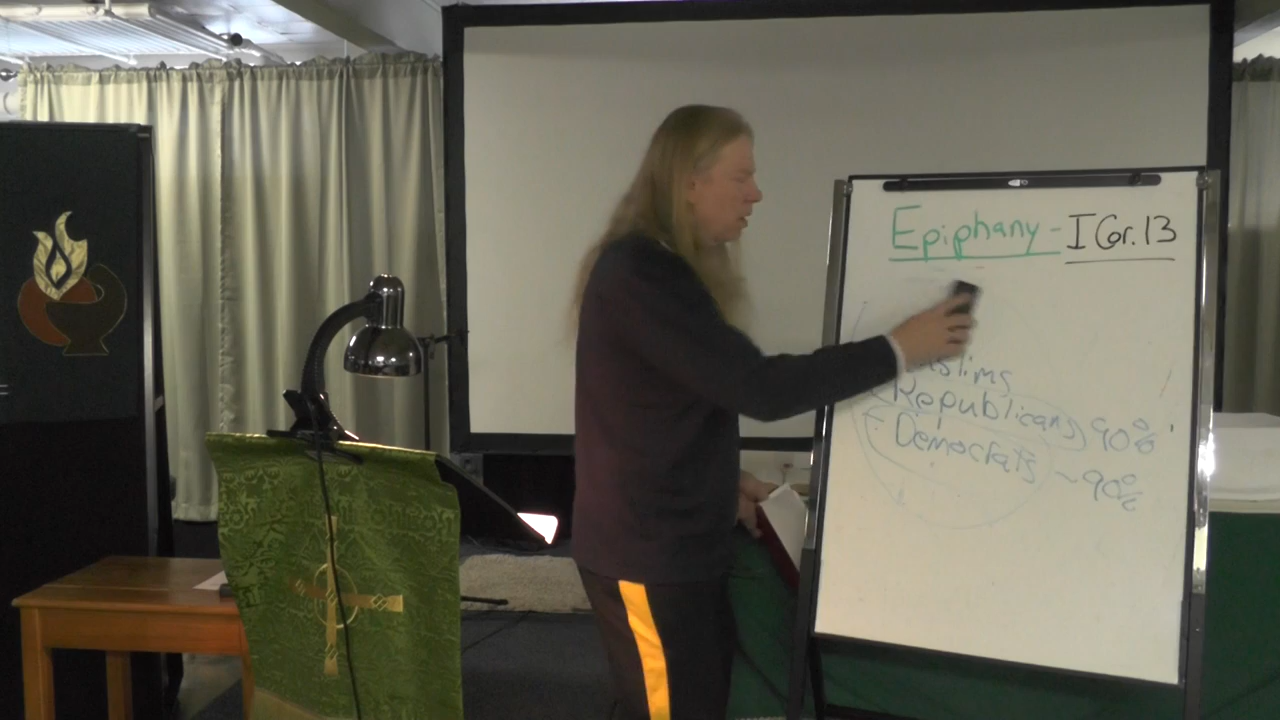 Epiphany - I Cor. 13
Republicans 90%
Democrats ~90%